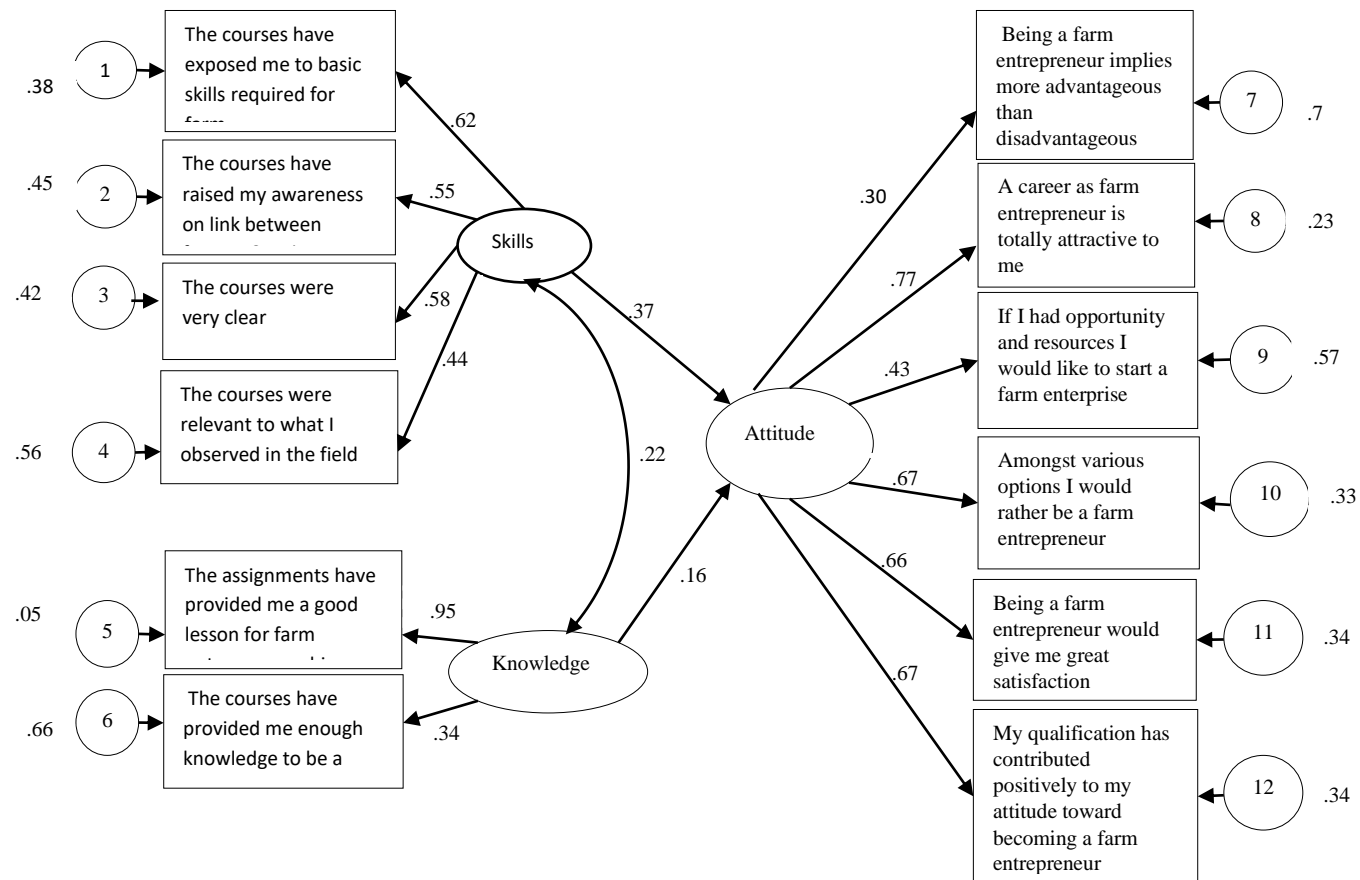 1
.38
The courses have
exposed me to basic
skills required for
.62
2
.45
The courses have
raised my awareness
on link between
.55
3
.42
The courses were
very clear
.58
4
.56
The courses were
relevant to what I
observed in the field
.44
Skills
.37
.22
5
.05
The assignments have
provided me a good
lesson for farm
.95
6
.66
The courses have
provided me enough
knowledge to be a
.34
Knowledge
.16
Attitude
.30
Being a farm
entrepreneur implies
more advantageous
than
disadvantageous
7
.7
.77
A career as farm
entrepreneur is
totally attractive to
me
8
.23
.43
If I had opportunity
and resources I
would like to start a
farm enterprise
9
.57
.67
Amongst various
options I would
rather be a farm
entrepreneur
10
.33
.66
Being a farm
entrepreneur would
give me great
satisfaction
11
.34
.67
My qualification has
contributed
positively to my
attitude toward
becoming a farm
entrepreneur
12
.34